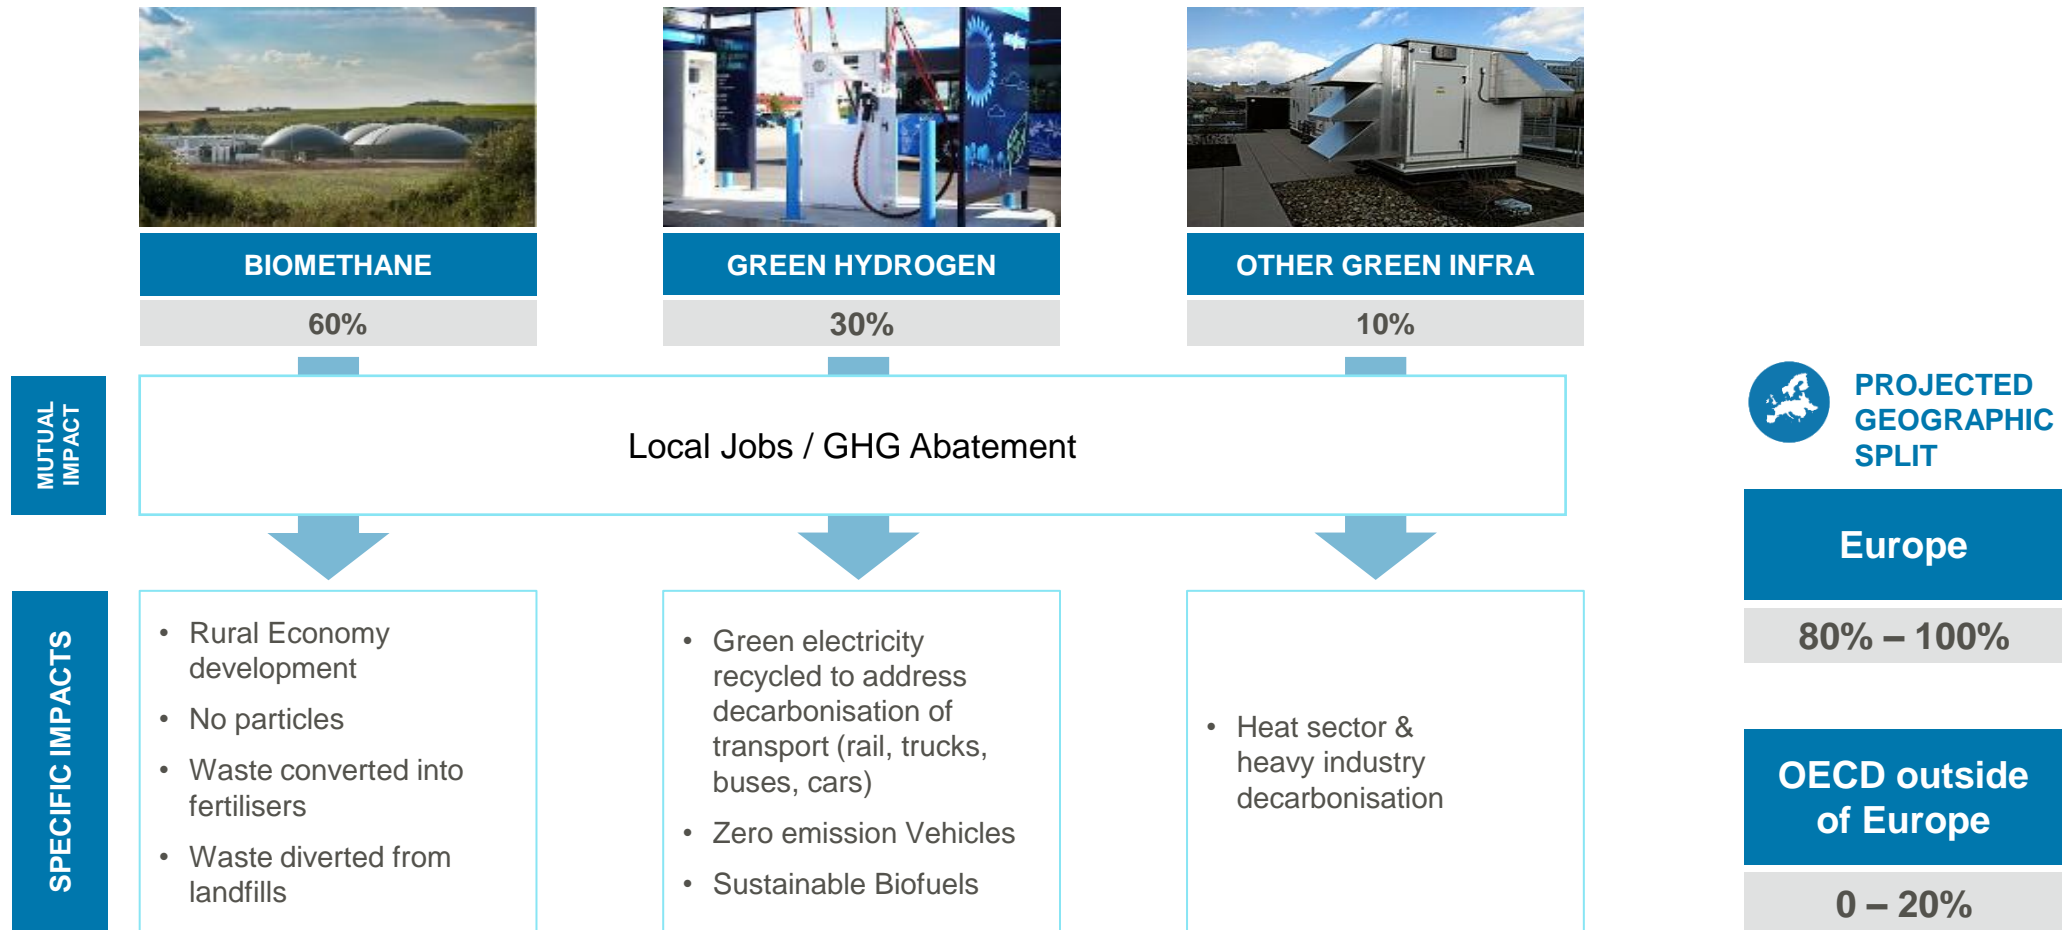 BIOMETHANE
GREEN HYDROGEN
OTHER GREEN INFRA
60%
30%
10%
MUTUAL
IMPACT
Local Jobs / GHG Abatement
SPECIFIC IMPACTS
• Rural Economy
development
• No particles
• Waste converted into
fertilisers
• Waste diverted from
landfills
• Green electricity
recycled to address
decarbonisation of
transport (rail, trucks,
buses, cars)
• Zero emission Vehicles
• Sustainable Biofuels
• Heat sector &
heavy industry
decarbonisation
PROJECTED
GEOGRAPHIC
SPLIT
Europe
80% – 100%
OECD outside
of Europe
0 – 20%